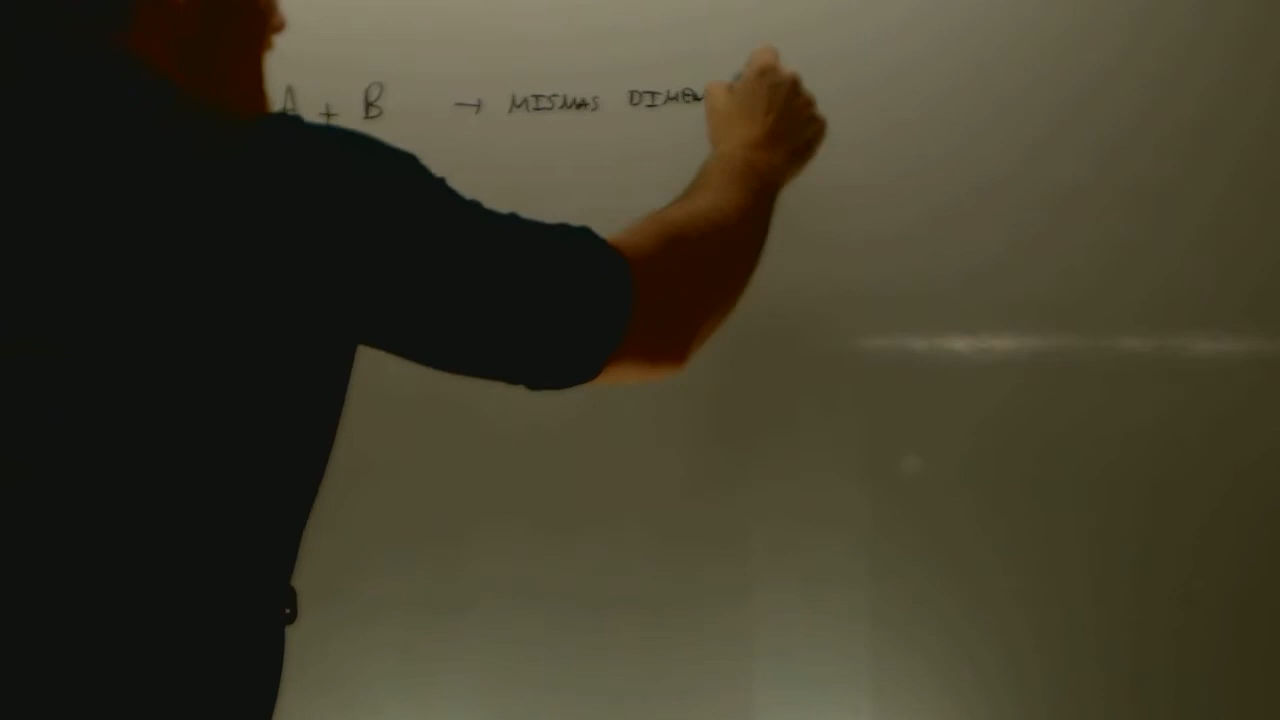 A + B → MISMAS DIMEN